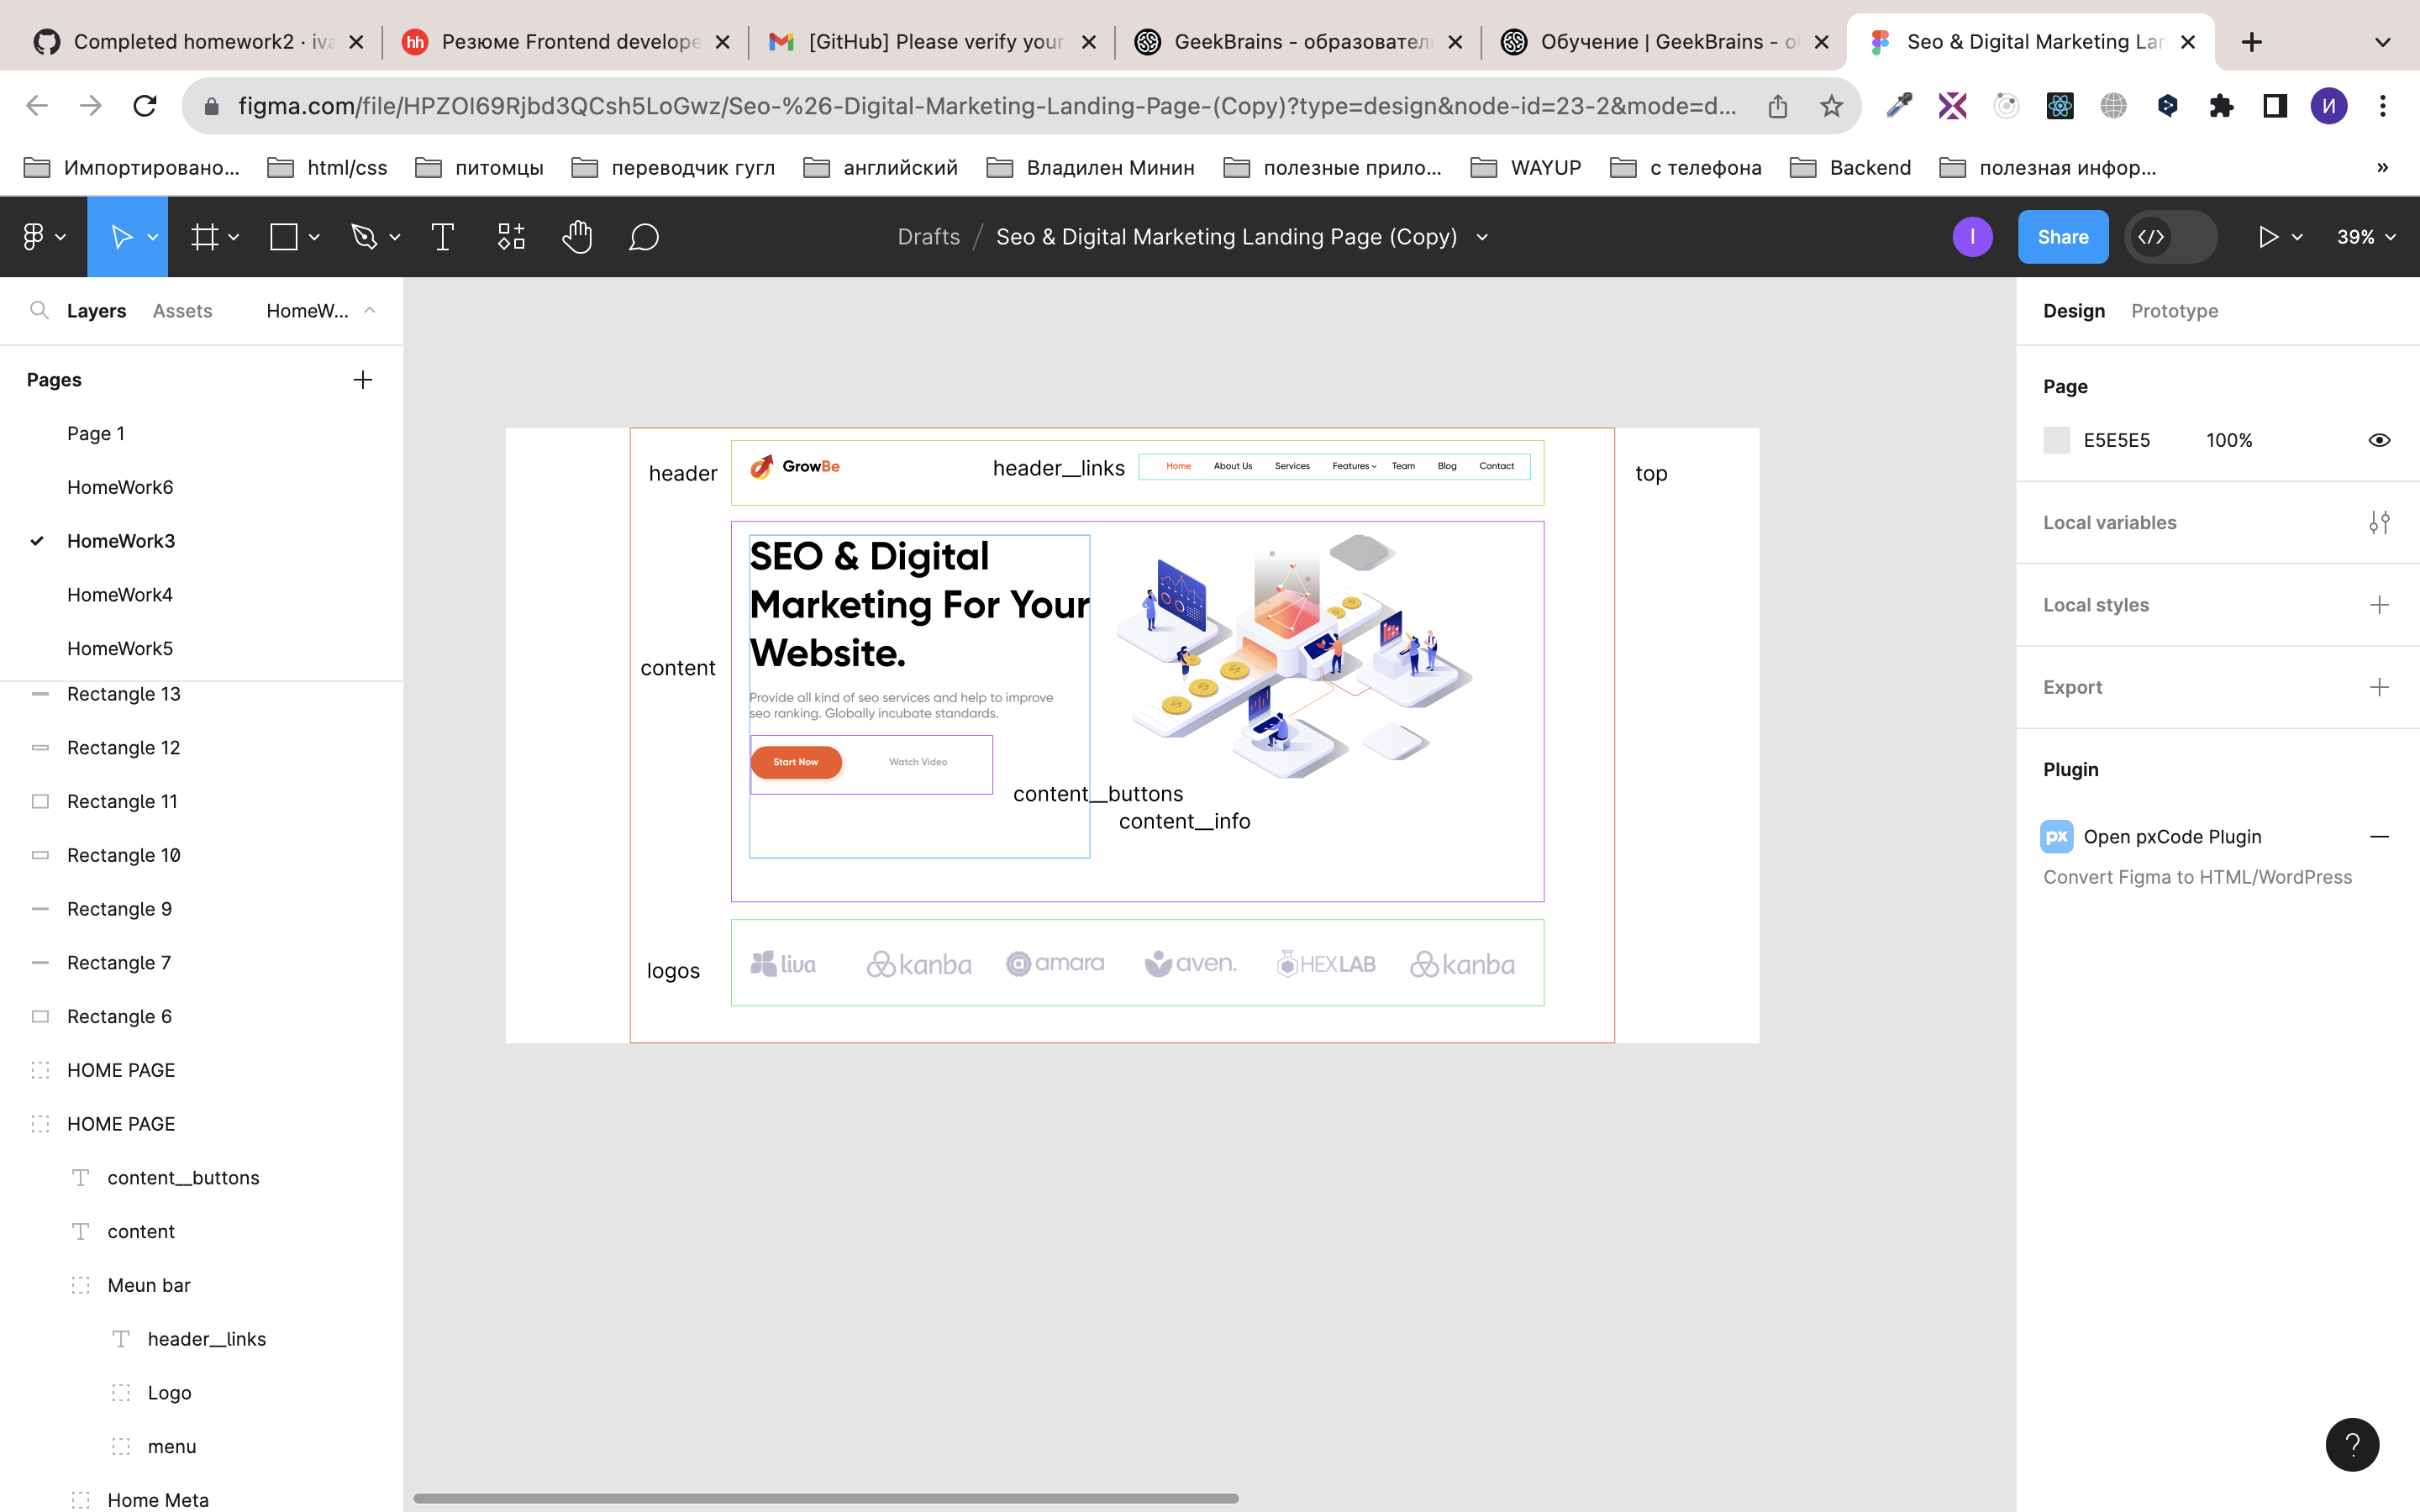 Completed homework2 · iva
Резюме Frontend develope
[GitHub] Please verify your
GeekBrains - образовател
Обучение | GeekBrains - о
Seo & Digital Marketing Lar
figma.com/file/HPZOI69Rjbd3QCsh5LoGwz/Seo-%26-Digital-Marketing-Landing-Page-(Copy)?type=design&node-id=23-2&mode=d...
И
Импортировано...
html/css
питомцы
переводчик гугл
английский
Владилен Минин
полезные прило...
WAYUP
с телефона
Backend
полезная инфор...
»
Drafts / Seo & Digital Marketing Landing Page (Copy)
I
Share
39%
Layers
Assets
HomeW...
Pages
Page 1
HomeWork6
HomeWork3
HomeWork4
HomeWork5
Rectangle 13
Rectangle 12
Rectangle 11
Rectangle 10
Rectangle 9
Rectangle 7
Rectangle 6
HOME PAGE
HOME PAGE
content__buttons
content
Meun bar
header__links
Logo
menu
Home Meta
header
GrowBe
header__links
Home
About Us
Services
Features
Team
Blog
Contact
top
content
SEO & Digital
Marketing For Your
Website.
Provide all kind of seo services and help to improve
seo ranking. Globally incubate standards.
Start Now
Watch Video
content__buttons
content__info
logos
liva
kanba
amara
aven.
HEXLAB
kanba
Design
Prototype
Page
E5E5E5
100%
Local variables
Local styles
Export
Plugin
px
Open pxCode Plugin
Convert Figma to HTML/WordPress
?